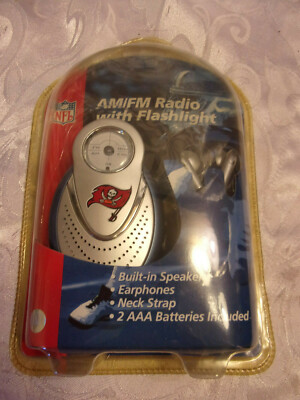 NFL
AM/FM Radio
with Flashlight
• Built-in Speaker
• Earphones
• Neck Strap
• 2 AAA Batteries Included